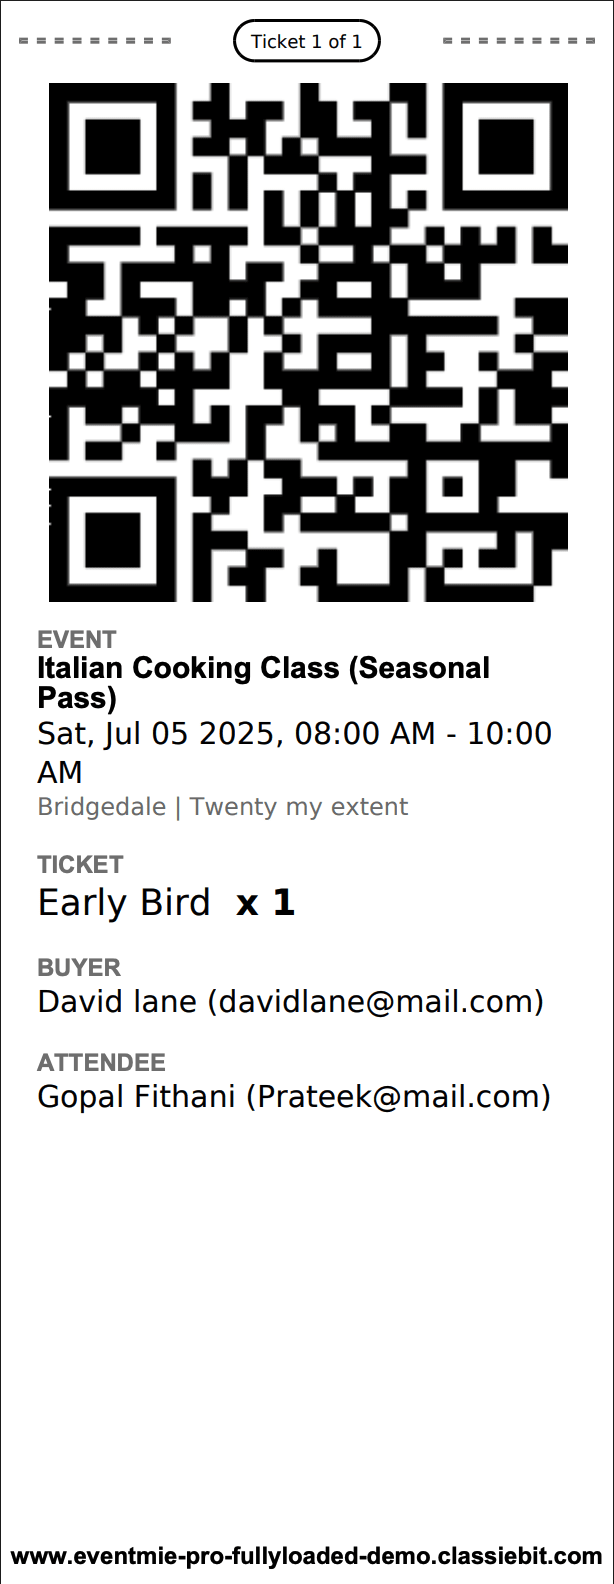 Ticket 1 of 1
EVENT
Italian Cooking Class (Seasonal
Pass)
Sat, Jul 05 2025, 08:00 AM - 10:00
AM
Bridgedale | Twenty my extent
TICKET
Early Bird x 1
BUYER
David lane (davidlane@mail.com)
ATTENDEE
Gopal Fithani (Prateek@mail.com)
www.eventmie-pro-fullyloaded-demo.classiebit.com